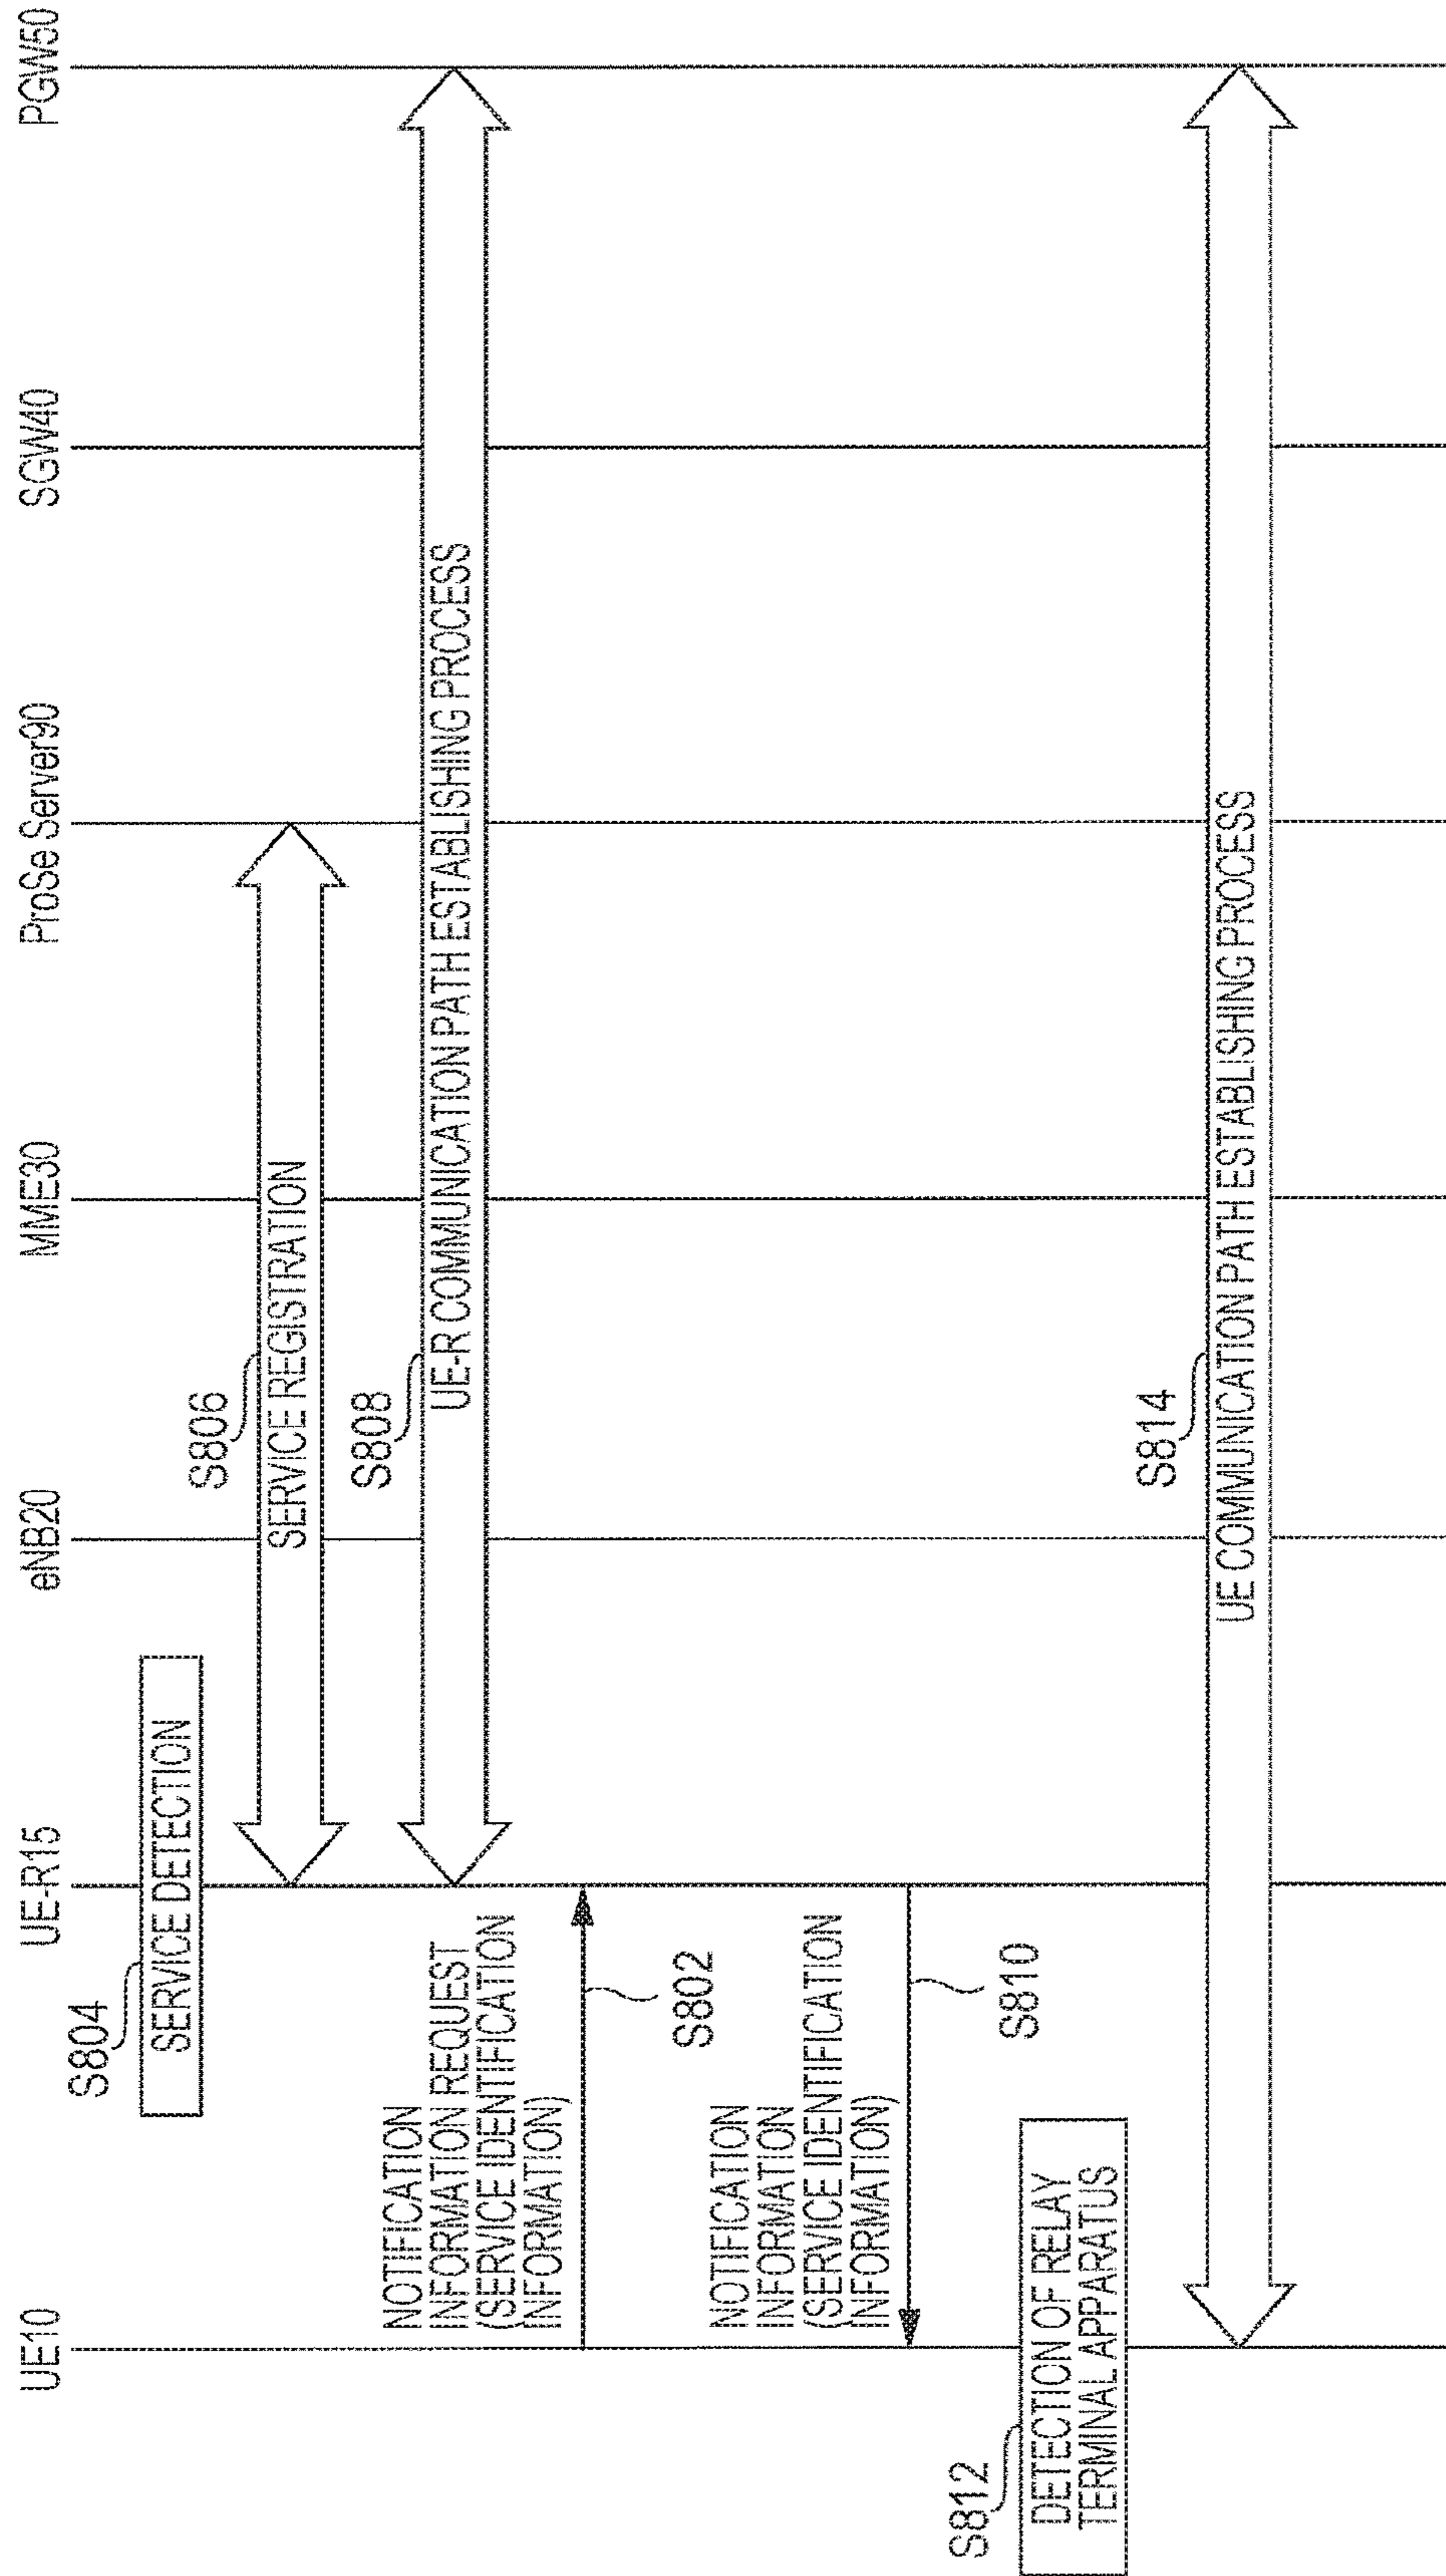 UE10
UE-R15
eNB20
MME30
ProSe Server90
SGW40
PGW50
S804
SERVICE DETECTION
S806
SERVICE REGISTRATION
S808
UE-R COMMUNICATION PATH ESTABLISHING PROCESS
NOTIFICATION
INFORMATION REQUEST
(SERVICE IDENTIFICATION
INFORMATION)
S802
NOTIFICATION
INFORMATION
(SERVICE IDENTIFICATION
INFORMATION)
S810
S812
DETECTION OF RELAY
TERMINAL APPARATUS
S814
UE COMMUNICATION PATH ESTABLISHING PROCESS